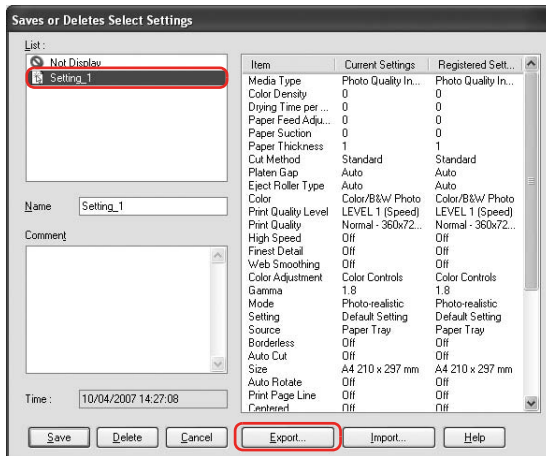 Saves or Deletes Select Settings
List :
Not Display
Setting_1
Name Setting_1
Comment
Time : 10/04/2007 14:27:08
Item Current Settings Registered Sett...
Media Type Photo Quality In... Photo Quality In...
Color Density 0 0
Drying Time per ... 0 0
Paper Feed Adju... 0 0
Paper Suction 0 0
Paper Thickness 1 1
Cut Method Standard Standard
Platen Gap Auto Auto
Eject Roller Type Auto Auto
Color Color/B&W Photo Color/B&W Photo
Print Quality Level LEVEL 1 (Speed) LEVEL 1 (Speed)
Print Quality Normal - 360x72... Normal - 360x72...
High Speed Off Off
Finest Detail Off Off
Web Smoothing Off Off
Color Adjustment Color Controls Color Controls
Gamma 1.8 1.8
Mode Photo-realistic Photo-realistic
Setting Default Setting Default Setting
Source Paper Tray Paper Tray
Borderless Off Off
Auto Cut Off Off
Size A4 210 x 297 mm A4 210 x 297 mm
Auto Rotate Off Off
Print Page Line Off Off
Centered Off Off
Save Delete Cancel Export... Import... Help